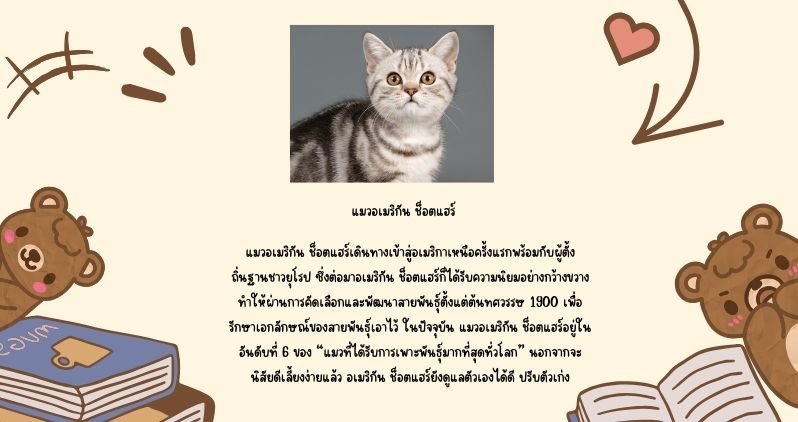 แมวอเมริกัน ช็อตแฮร์
แมวอเมริกัน ช็อตแฮร์เดินทางเข้าสู่อเมริกาเหนือครั้งแรกพร้อมกับผู้ตั้ง
ถิ่นฐานชาวยุโรป ซึ่งต่อมาอเมริกัน ช็อตแฮร์ก็ได้รับความนิยมอย่างกว้างขวาง
ทำให้ผ่านการคัดเลือกและพัฒนาสายพันธุ์ตั้งแต่ต้นทศวรรษ 1900 เพื่อ
รักษาเอกลักษณ์ของสายพันธุ์เอาไว้ ในปัจจุบัน แมวอเมริกัน ช็อตแฮร์อยู่ใน
อันดับที่ 6 ของ “แมวที่ได้รับการเพาะพันธุ์มากที่สุดทั่วโลก” นอกจากจะ
นิสัยดีเลี้ยงง่ายแล้ว อเมริกัน ช็อตแฮร์ยังดูแลตัวเองได้ดี ปรับตัวเก่ง